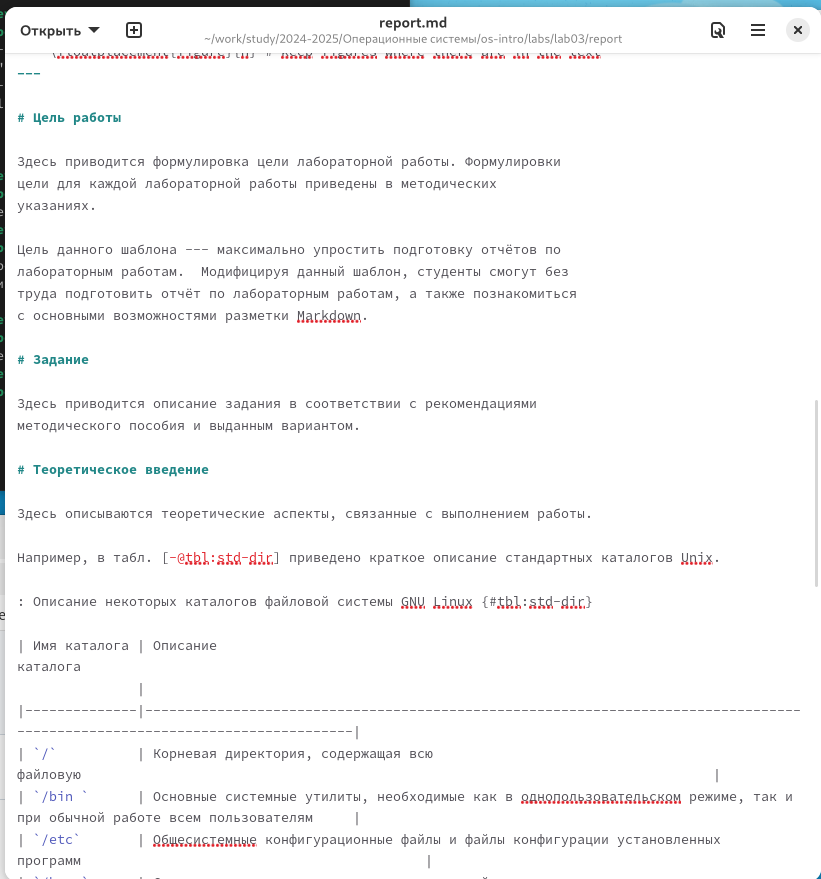 Открыть
report.md
~/work/study/2024-2025/Операционные системы/os-intro/labs/lab03/report
---
# Цель работы
Здесь приводится формулировка цели лабораторной работы. Формулировки
цели для каждой лабораторной работы приведены в методических
указаниях.
Цель данного шаблона --- максимально упростить подготовку отчётов по
лабораторным работам.  Модифицируя данный шаблон, студенты смогут без
труда подготовить отчёт по лабораторным работам, а также познакомиться
с основными возможностями разметки Markdown.
# Задание
Здесь приводится описание задания в соответствии с рекомендациями
методического пособия и выданным вариантом.
# Теоретическое введение
Здесь описываются теоретические аспекты, связанные с выполнением работы.
Например, в табл. [-@tbl:std-dir] приведено краткое описание стандартных каталогов Unix.
: Описание некоторых каталогов файловой системы GNU Linux {#tbl:std-dir}
| Имя каталога | Описание
каталога
|
|--------------|----------------------------------------------------------------------------------
------------------------------------------|
| `/`          | Корневая директория, содержащая всю
файловую |
| `/bin `      | Основные системные утилиты, необходимые как в однопользовательском режиме, так и
при обычной работе всем пользователям     |
| `/etc`       | Общесистемные конфигурационные файлы и файлы конфигурации установленных
программ |